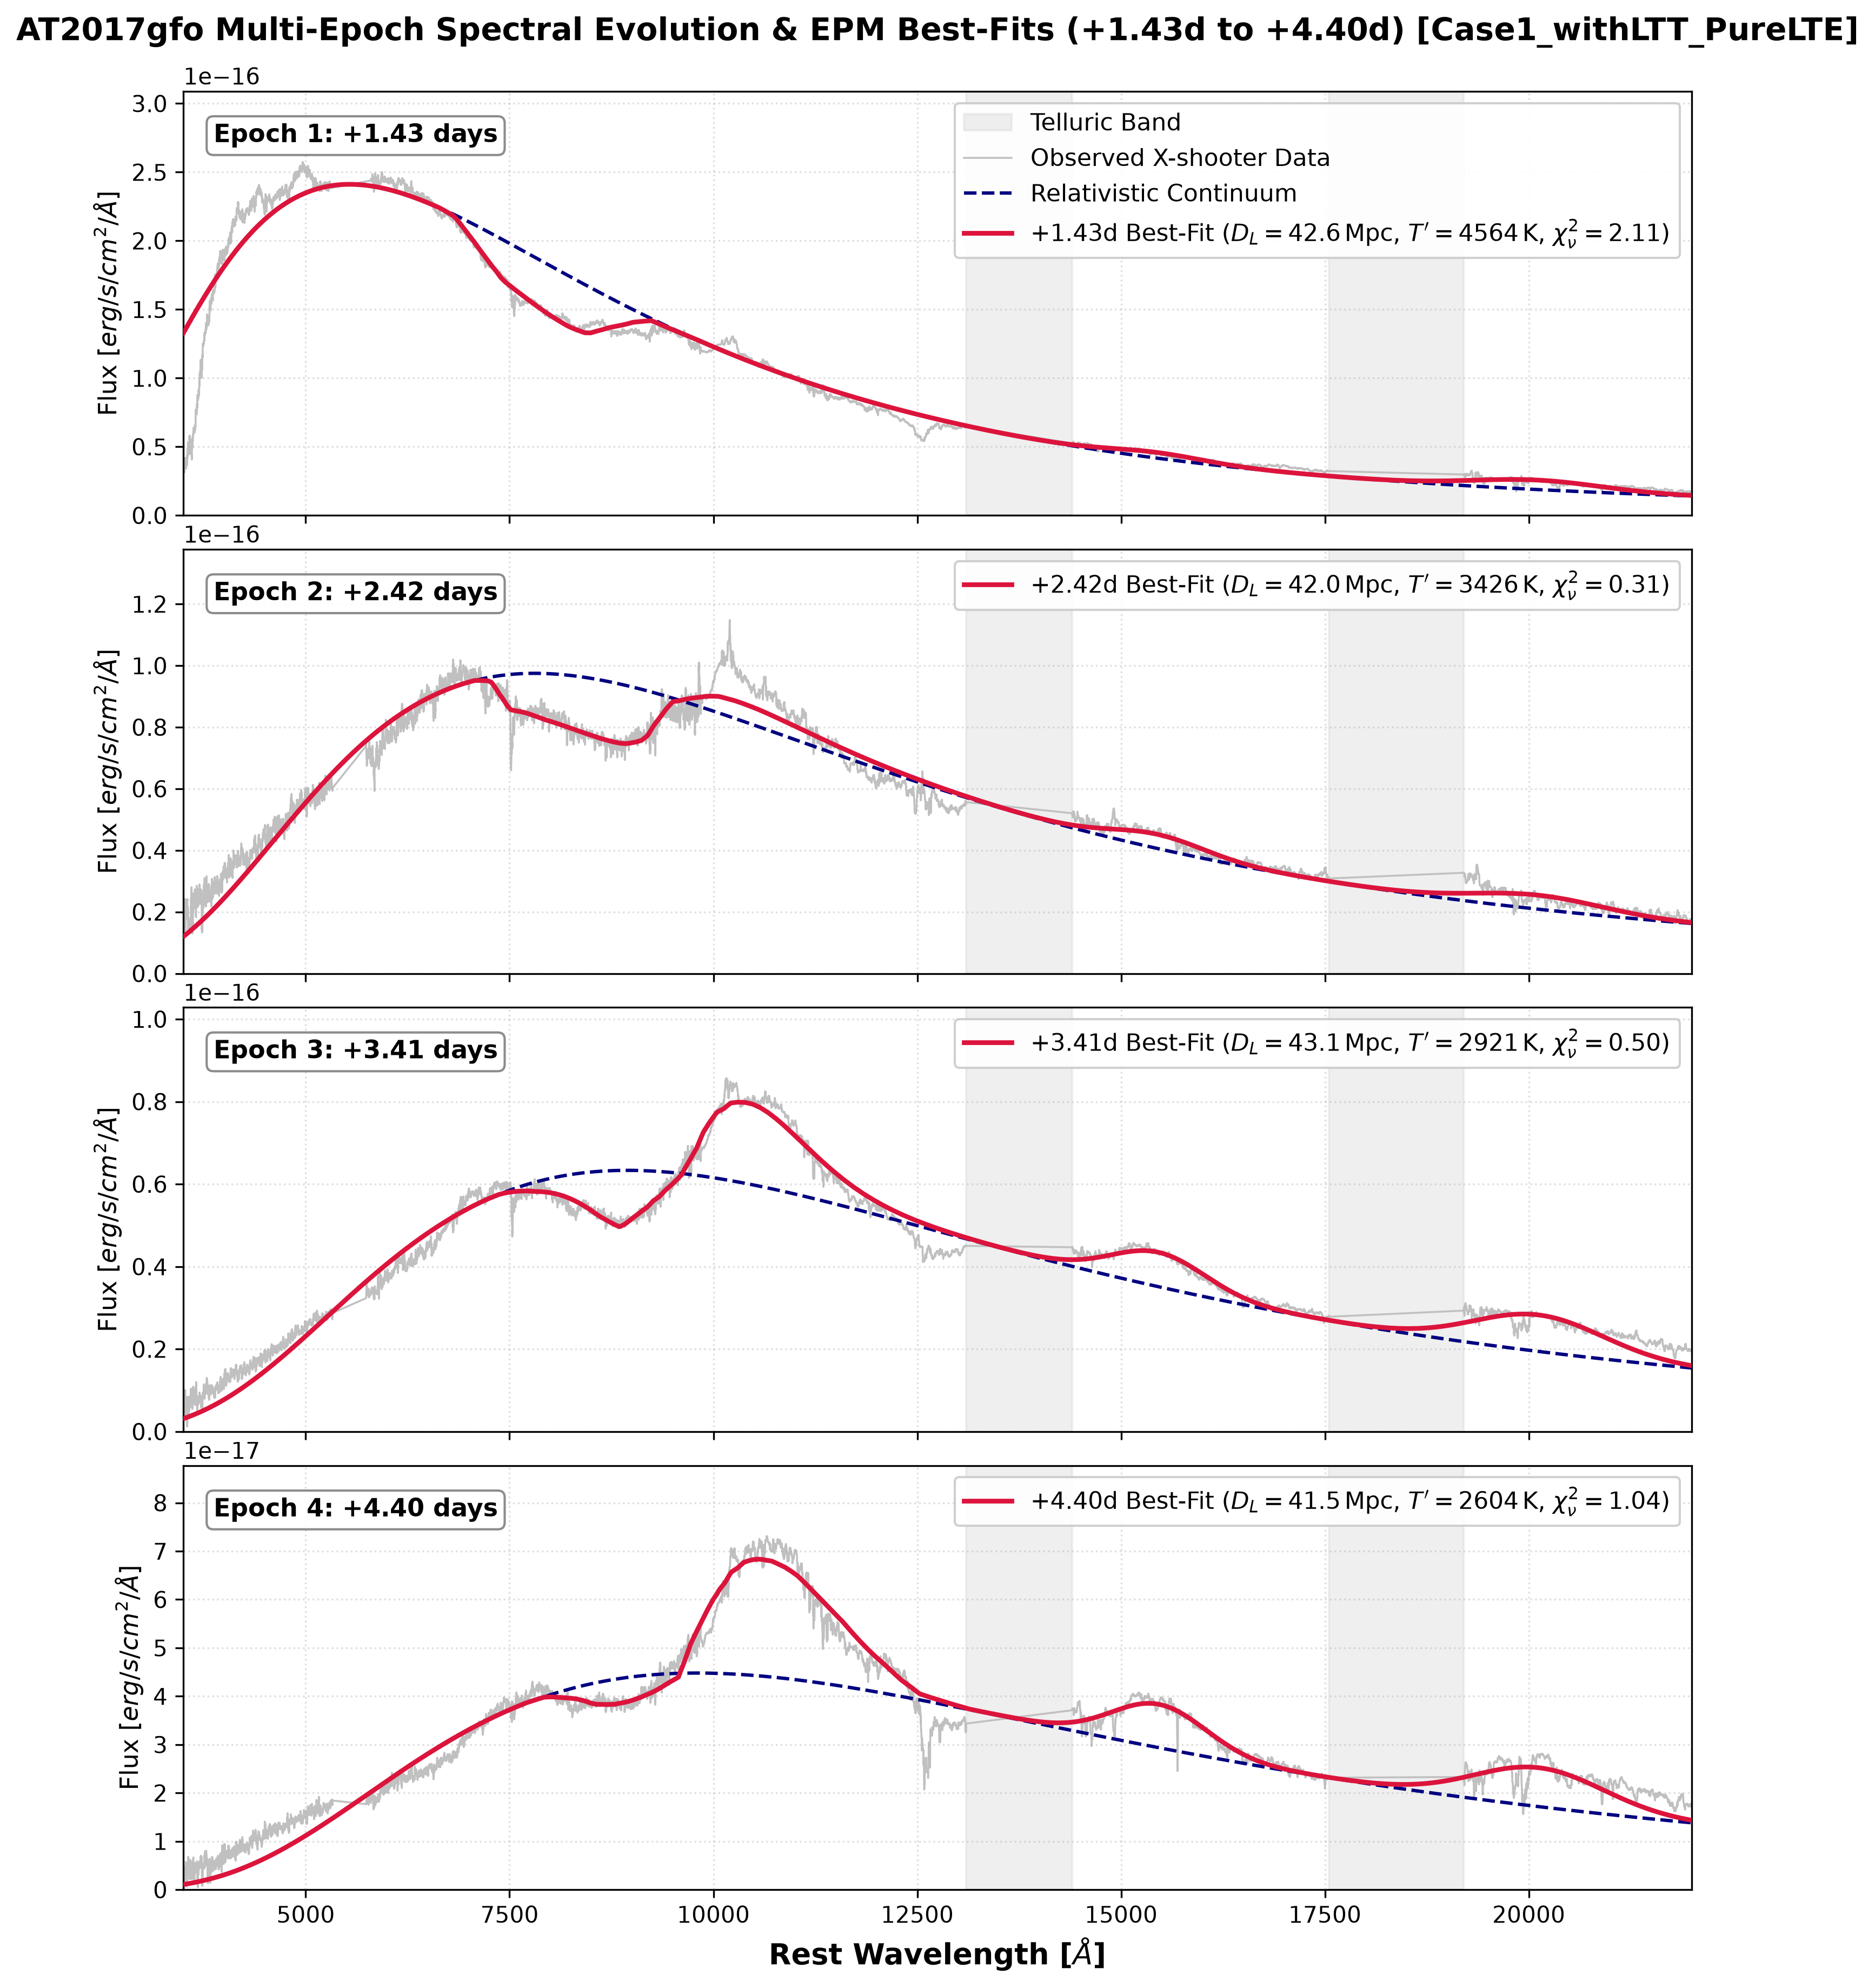 AT2017gfo Multi-Epoch Spectral Evolution & EPM Best-Fits (+1.43d to +4.40d) [Case1_withLTT_PureLTE]
1e−16
Epoch 1: +1.43 days
Telluric Band
Observed X-shooter Data
Relativistic Continuum
+1.43d Best-Fit (D_L = 42.6 Mpc, T′ = 4564 K, χ²_ν = 2.11)
3.0
2.5
2.0
1.5
1.0
0.5
0.0
Flux [erg/s/cm²/Å]
1e−16
Epoch 2: +2.42 days
+2.42d Best-Fit (D_L = 42.0 Mpc, T′ = 3426 K, χ²_ν = 0.31)
1.2
1.0
0.8
0.6
0.4
0.2
0.0
Flux [erg/s/cm²/Å]
1e−16
Epoch 3: +3.41 days
+3.41d Best-Fit (D_L = 43.1 Mpc, T′ = 2921 K, χ²_ν = 0.50)
1.0
0.8
0.6
0.4
0.2
0.0
Flux [erg/s/cm²/Å]
1e−17
Epoch 4: +4.40 days
+4.40d Best-Fit (D_L = 41.5 Mpc, T′ = 2604 K, χ²_ν = 1.04)
8
7
6
5
4
3
2
1
0
Flux [erg/s/cm²/Å]
5000 7500 10000 12500 15000 17500 20000
Rest Wavelength [Å]